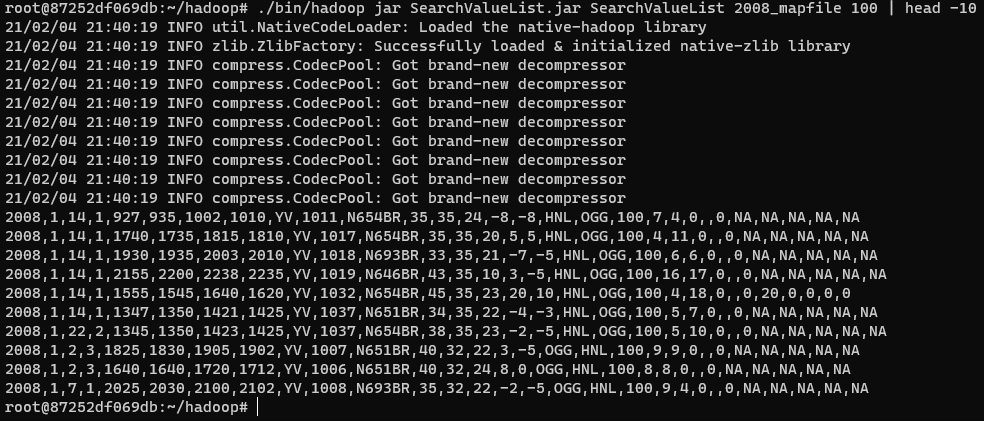 root@87252df069db:~/hadoop# ./bin/hadoop jar SearchValueList.jar SearchValueList 2008_mapfile 100 | head -10
21/02/04 21:40:19 INFO util.NativeCodeLoader: Loaded the native-hadoop library
21/02/04 21:40:19 INFO zlib.ZlibFactory: Successfully loaded & initialized native-zlib library
21/02/04 21:40:19 INFO compress.CodecPool: Got brand-new decompressor
21/02/04 21:40:19 INFO compress.CodecPool: Got brand-new decompressor
21/02/04 21:40:19 INFO compress.CodecPool: Got brand-new decompressor
21/02/04 21:40:19 INFO compress.CodecPool: Got brand-new decompressor
21/02/04 21:40:19 INFO compress.CodecPool: Got brand-new decompressor
21/02/04 21:40:19 INFO compress.CodecPool: Got brand-new decompressor
21/02/04 21:40:19 INFO compress.CodecPool: Got brand-new decompressor
21/02/04 21:40:19 INFO compress.CodecPool: Got brand-new decompressor
2008,1,14,1,927,935,1002,1010,YV,1011,N654BR,35,35,24,-8,-8,HNL,OGG,100,7,4,0,,0,NA,NA,NA,NA,NA
2008,1,14,1,1740,1735,1815,1810,YV,1017,N654BR,35,35,20,5,5,HNL,OGG,100,4,11,0,,0,NA,NA,NA,NA,NA
2008,1,14,1,1930,1935,2003,2010,YV,1018,N693BR,33,35,21,-7,-5,HNL,OGG,100,6,6,0,,0,NA,NA,NA,NA,NA
2008,1,14,1,2155,2200,2238,2235,YV,1019,N646BR,43,35,10,3,-5,HNL,OGG,100,16,17,0,,0,NA,NA,NA,NA,NA
2008,1,14,1,1555,1545,1640,1620,YV,1032,N654BR,45,35,23,20,10,HNL,OGG,100,4,18,0,,0,20,0,0,0,0
2008,1,14,1,1347,1350,1421,1425,YV,1037,N651BR,34,35,22,-4,-3,HNL,OGG,100,5,7,0,,0,NA,NA,NA,NA,NA
2008,1,22,2,1345,1350,1423,1425,YV,1037,N654BR,38,35,23,-2,-5,HNL,OGG,100,5,10,0,,0,NA,NA,NA,NA,NA
2008,1,2,3,1825,1830,1905,1902,YV,1007,N651BR,40,32,22,3,-5,OGG,HNL,100,9,9,0,,0,NA,NA,NA,NA,NA
2008,1,2,3,1640,1640,1720,1712,YV,1006,N651BR,40,32,24,8,0,OGG,HNL,100,8,8,0,,0,NA,NA,NA,NA,NA
2008,1,7,1,2025,2030,2100,2102,YV,1008,N693BR,35,32,22,-2,-5,OGG,HNL,100,9,4,0,,0,NA,NA,NA,NA,NA
root@87252df069db:~/hadoop#